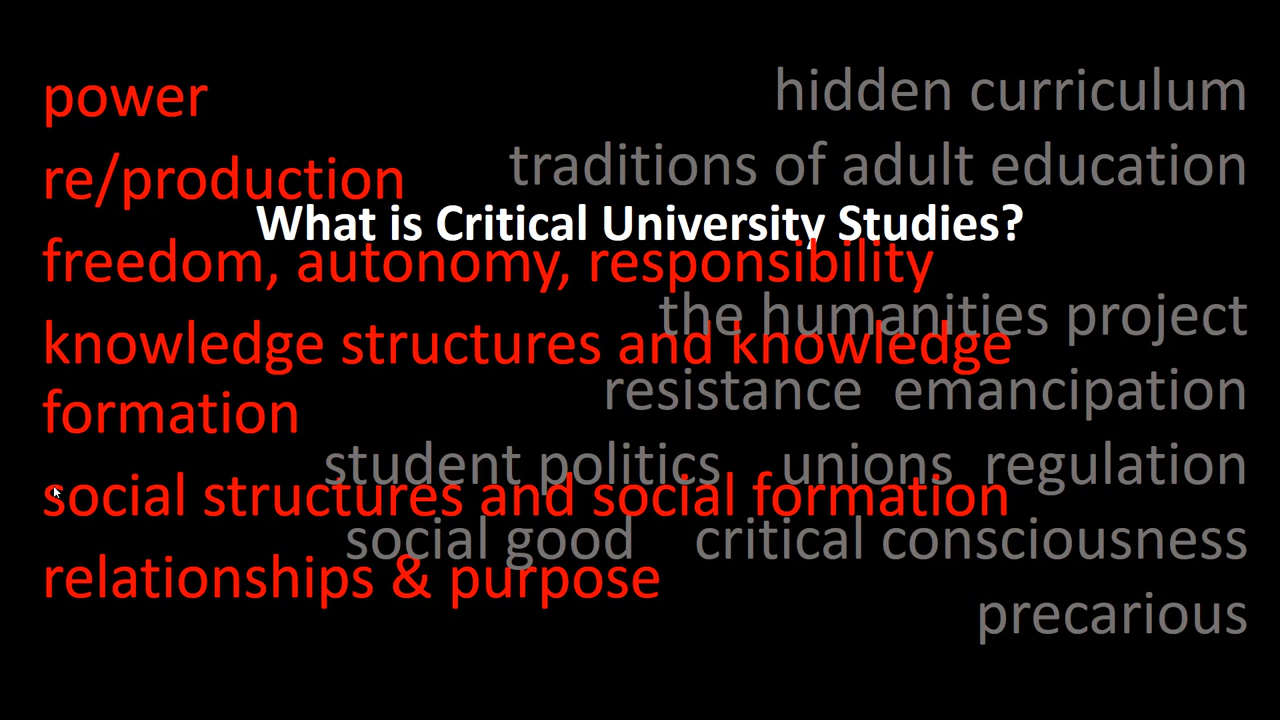 power
re/production
What is Critical University Studies?
freedom, autonomy, responsibility
knowledge structures and knowledge
formation
social structures and social formation
relationships & purpose
hidden curriculum
traditions of adult education
the humanities project
resistance emancipation
student politics unions regulation
social good critical consciousness
precarious